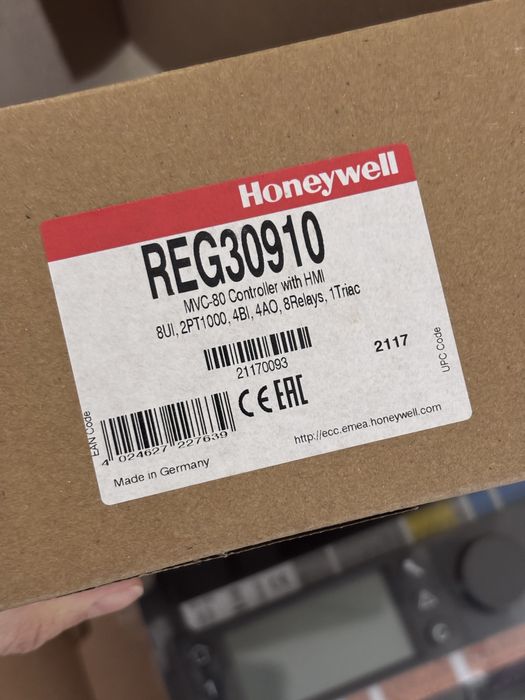 Honeywell
REG30910
MVC-80 Controller with HMI
8UI, 2PT1000, 4BI, 4AO, 8Relays, 1Triac
21170093
2117
UPC Code
EAN Code
4 024627 227639
CE EAC
http://ecc.emea.honeywell.com
Made in Germany